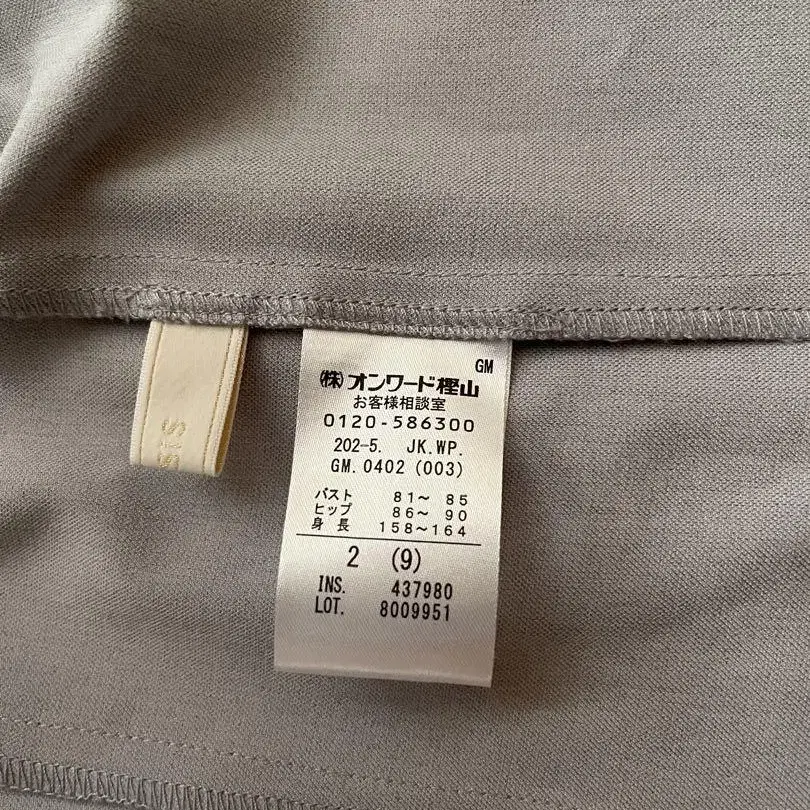 GM
(株)オンワード樫山
お客様相談室
0120-586300
202-5. JK.WP.
GM.0402(003)
バスト 81〜 85
ヒップ 86〜 90
身長 158〜164
2 (9)
INS. 437980
LOT. 8009951